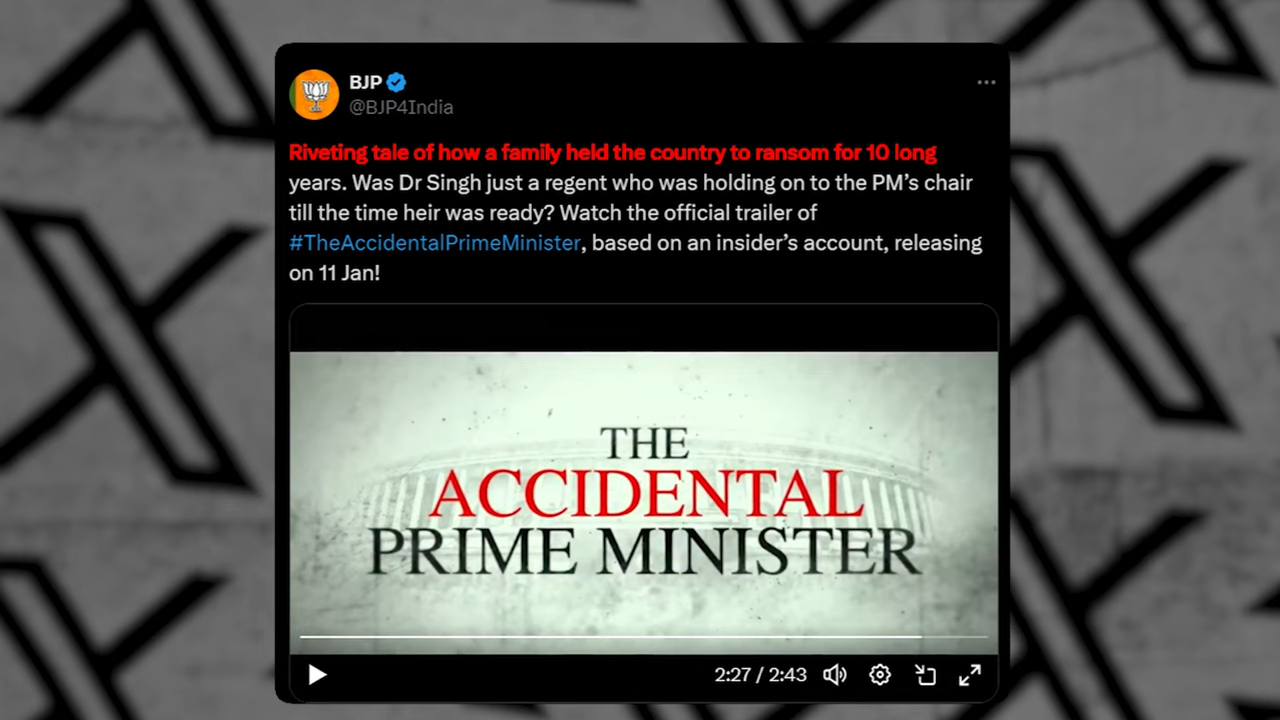 BJP
@BJP4India
Riveting tale of how a family held the country to ransom for 10 long
years. Was Dr Singh just a regent who was holding on to the PM's chair
till the time heir was ready? Watch the official trailer of
#TheAccidentalPrimeMinister, based on an insider's account, releasing
on 11 Jan!
THE
ACCIDENTAL
PRIME MINISTER
2:27 / 2:43